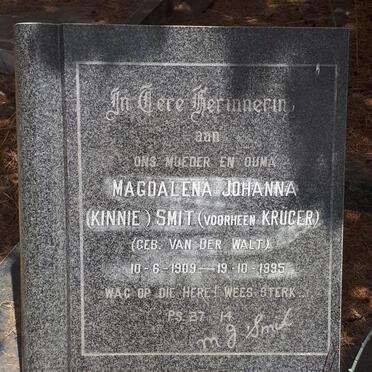 In Tere Herinnering
aan
ONS MOEDER EN OUMA
MAGDALENA JOHANNA
(KINNIE) SMIT (VOORHEEN KRUGER)
(GEB. VAN DER WALT)
10-6-1909 — 19-10-1995
WAG OP DIE HERE! WEES STERK...
PS. 27-14
M J Smit